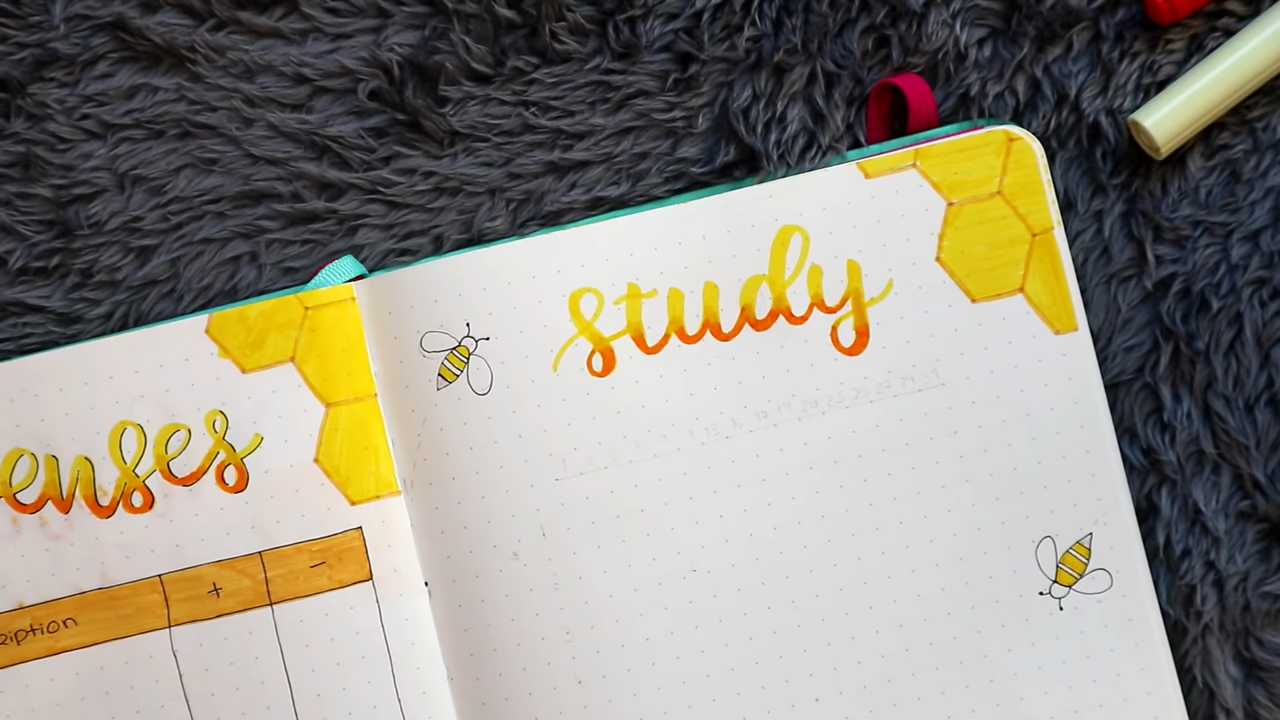 enses
ription
+
-
study